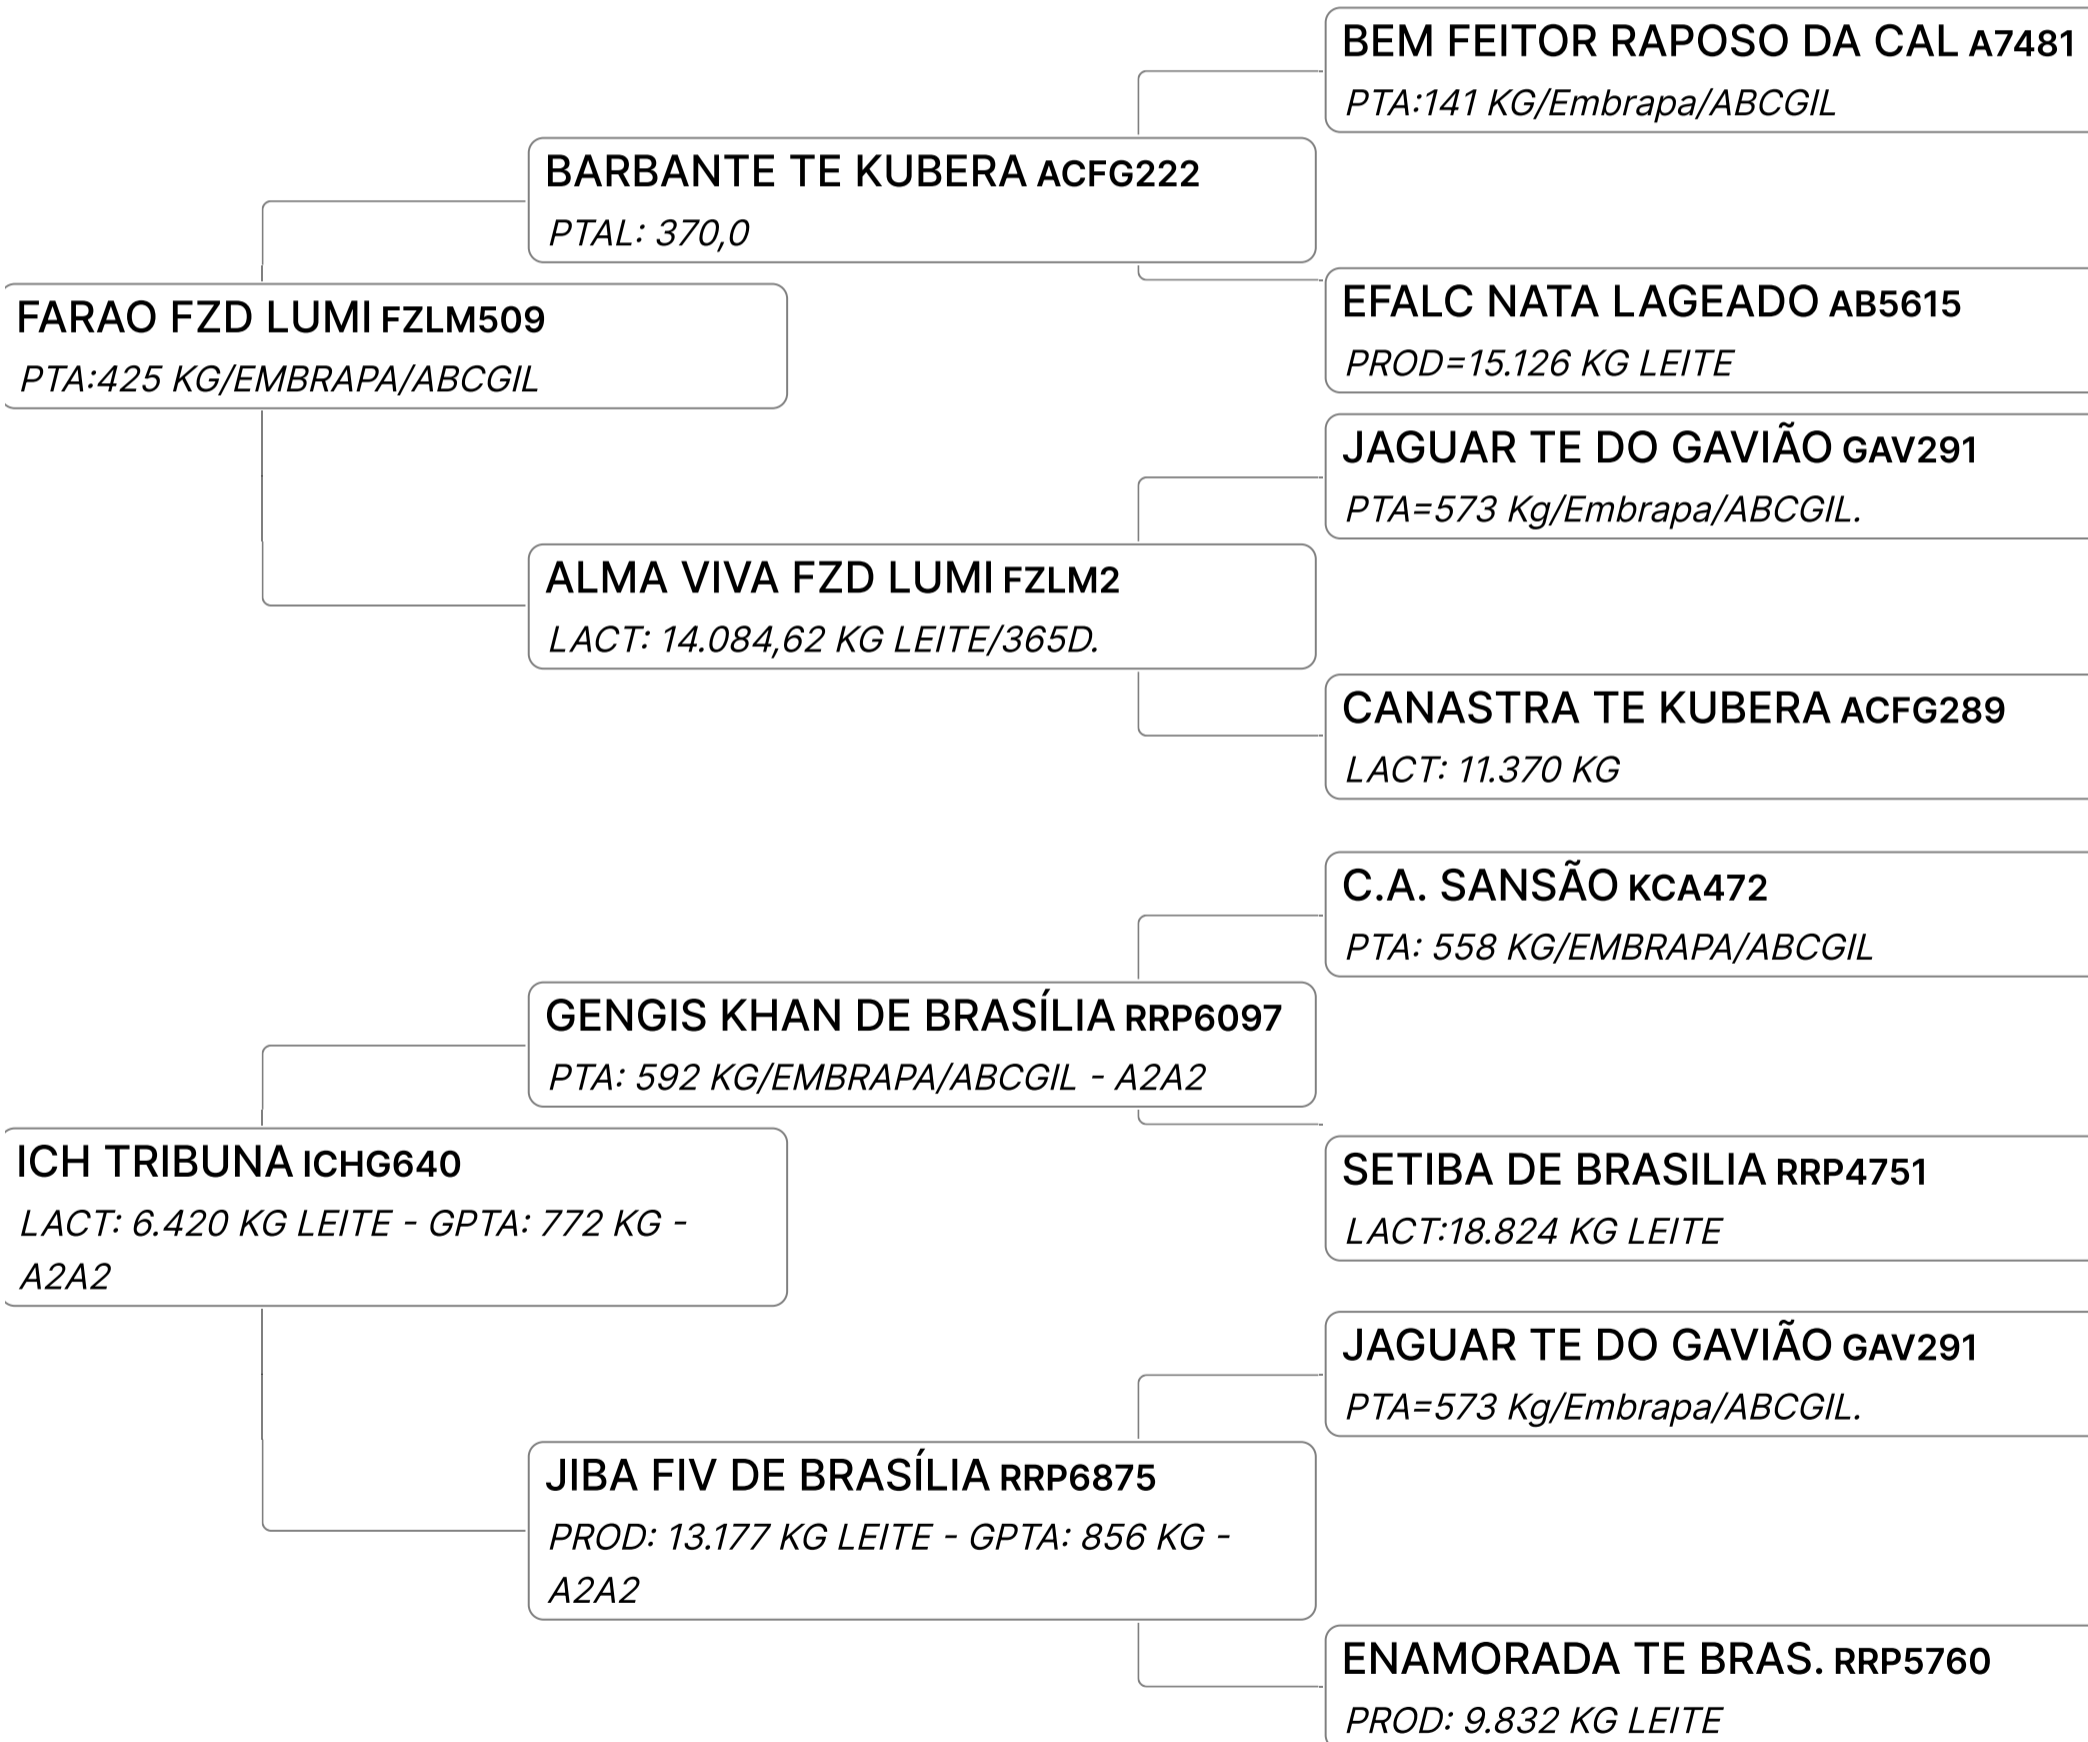 BEM FEITOR RAPOSO DA CAL A7481
PTA:141 KG/Embrapa/ABCGIL
BARBANTE TE KUBERA ACFG222
PTAL: 370,0
EFALC NATA LAGEADO AB5615
PROD=15.126 KG LEITE
FARAO FZD LUMI FZLM509
PTA:425 KG/EMBRAPA/ABCGIL
JAGUAR TE DO GAVIÃO GAV291
PTA=573 Kg/Embrapa/ABCGIL.
ALMA VIVA FZD LUMI FZLM2
LACT: 14.084,62 KG LEITE/365D.
CANASTRA TE KUBERA ACFG289
LACT: 11.370 KG
C.A. SANSÃO KCA472
PTA: 558 KG/EMBRAPA/ABCGIL
GENGIS KHAN DE BRASÍLIA RRP6097
PTA: 592 KG/EMBRAPA/ABCGIL - A2A2
SETIBA DE BRASILIA RRP4751
LACT:18.824 KG LEITE
ICH TRIBUNA ICHG640
LACT: 6.420 KG LEITE - GPTA: 772 KG -
A2A2
JAGUAR TE DO GAVIÃO GAV291
PTA=573 Kg/Embrapa/ABCGIL.
JIBA FIV DE BRASÍLIA RRP6875
PROD: 13.177 KG LEITE - GPTA: 856 KG -
A2A2
ENAMORADA TE BRAS. RRP5760
PROD: 9.832 KG LEITE